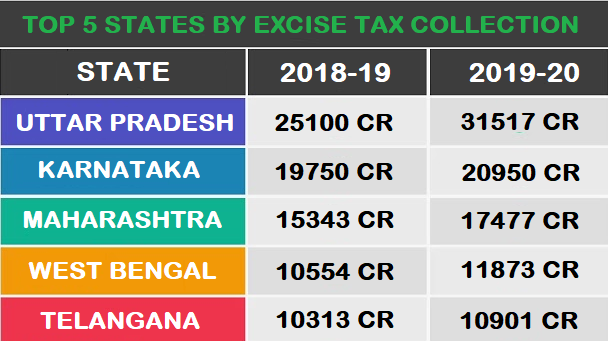 TOP 5 STATES BY EXCISE TAX COLLECTION
STATE 2018-19 2019-20
UTTAR PRADESH 25100 CR 31517 CR
KARNATAKA 19750 CR 20950 CR
MAHARASHTRA 15343 CR 17477 CR
WEST BENGAL 10554 CR 11873 CR
TELANGANA 10313 CR 10901 CR